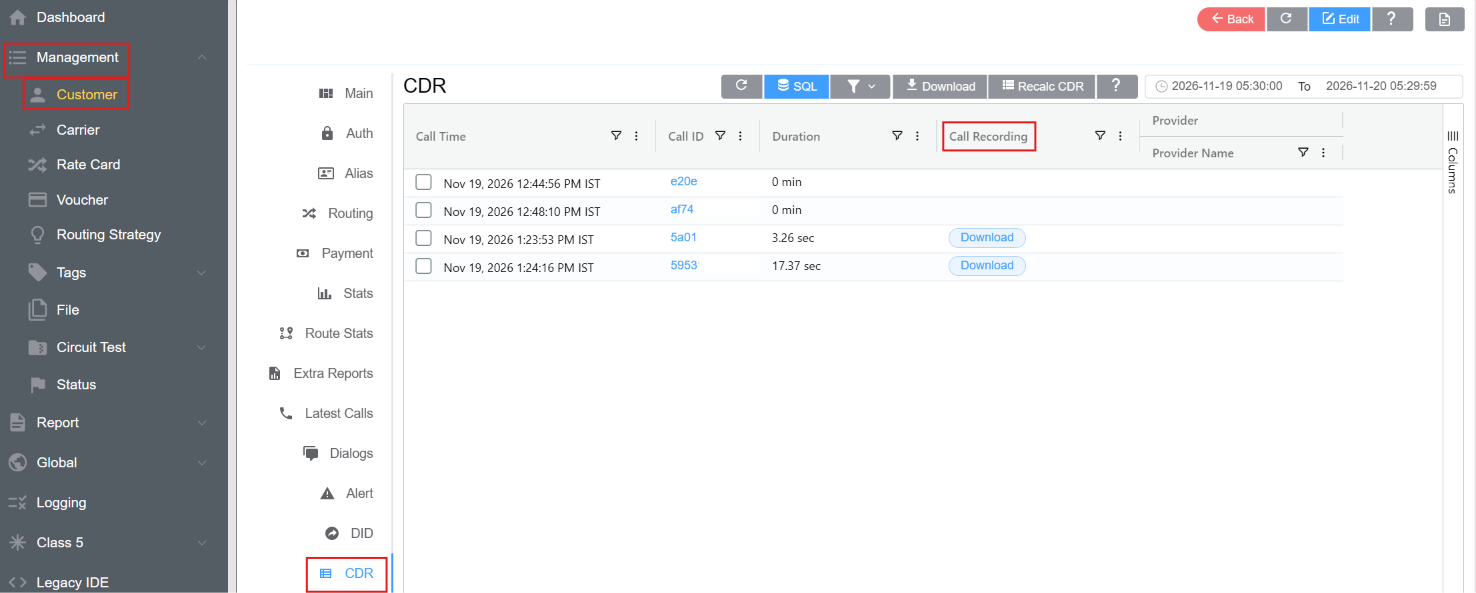 Dashboard
Management
Customer
Carrier
Rate Card
Voucher
Routing Strategy
Tags
File
Circuit Test
Status
Report
Global
Logging
Class 5
Legacy IDE
Back
Edit
?
Main
Auth
Alias
Routing
Payment
Stats
Route Stats
Extra Reports
Latest Calls
Dialogs
Alert
DID
CDR
CDR
SQL
Download
Recalc CDR
?
2026-11-19 05:30:00 To 2026-11-20 05:29:59
Call Time
Call ID
Duration
Call Recording
Provider
Provider Name
Columns
Nov 19, 2026 12:44:56 PM IST e20e 0 min
Nov 19, 2026 12:48:10 PM IST af74 0 min
Nov 19, 2026 1:23:53 PM IST 5a01 3.26 sec Download
Nov 19, 2026 1:24:16 PM IST 5953 17.37 sec Download